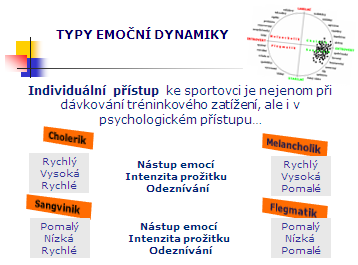 TYPY EMOČNÍ DYNAMIKY
Individuální přístup ke sportovci je nejenom při
dávkování tréninkového zatížení, ale i v
psychologickém přístupu...
Cholerik
Melancholik
Rychlý Nástup emocí Rychlý
Vysoká Intenzita prožitku Vysoká
Rychlé Odeznívání Pomalé
Sangvinik
Flegmatik
Pomalý Nástup emocí Pomalý
Nízká Intenzita prožitku Nízká
Rychlé Odeznívání Pomalé